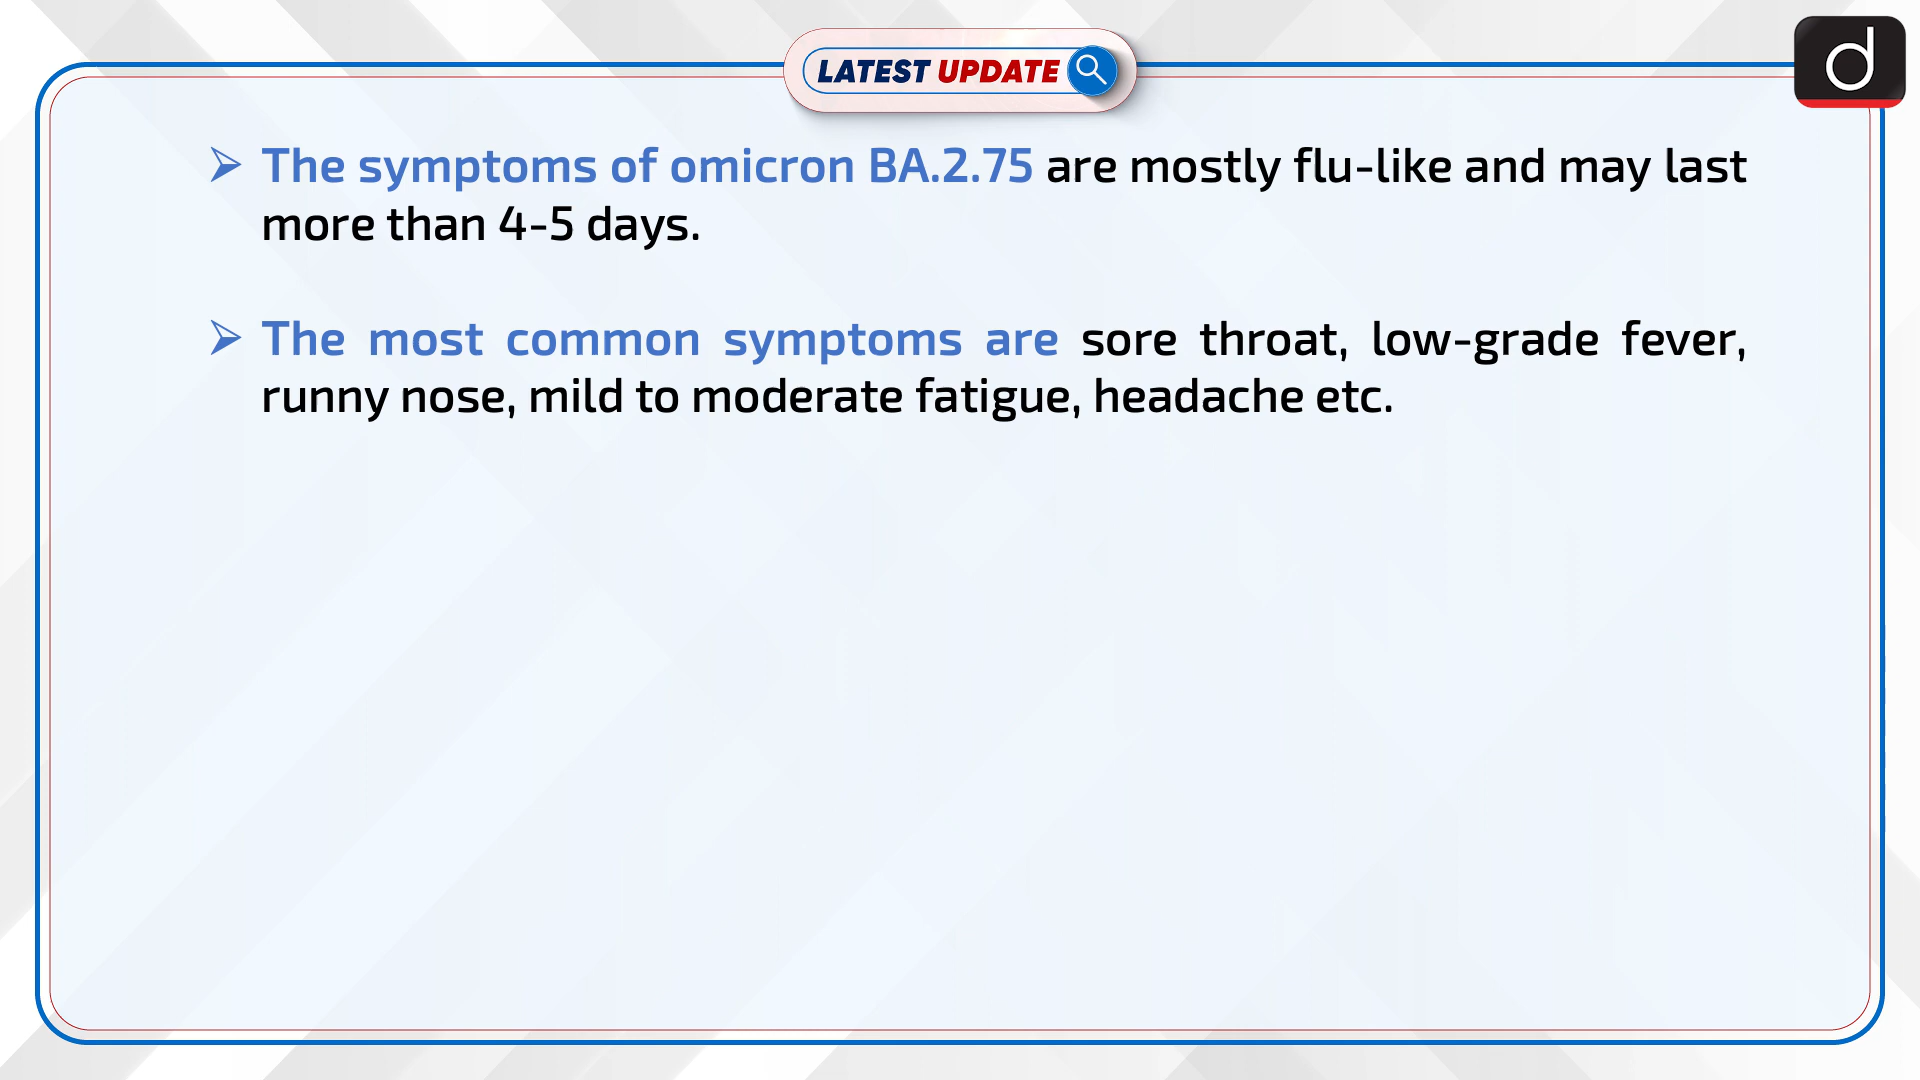 LATEST UPDATE
d
➢ The symptoms of omicron BA.2.75 are mostly flu-like and may last
more than 4-5 days.
➢ The most common symptoms are sore throat, low-grade fever,
runny nose, mild to moderate fatigue, headache etc.